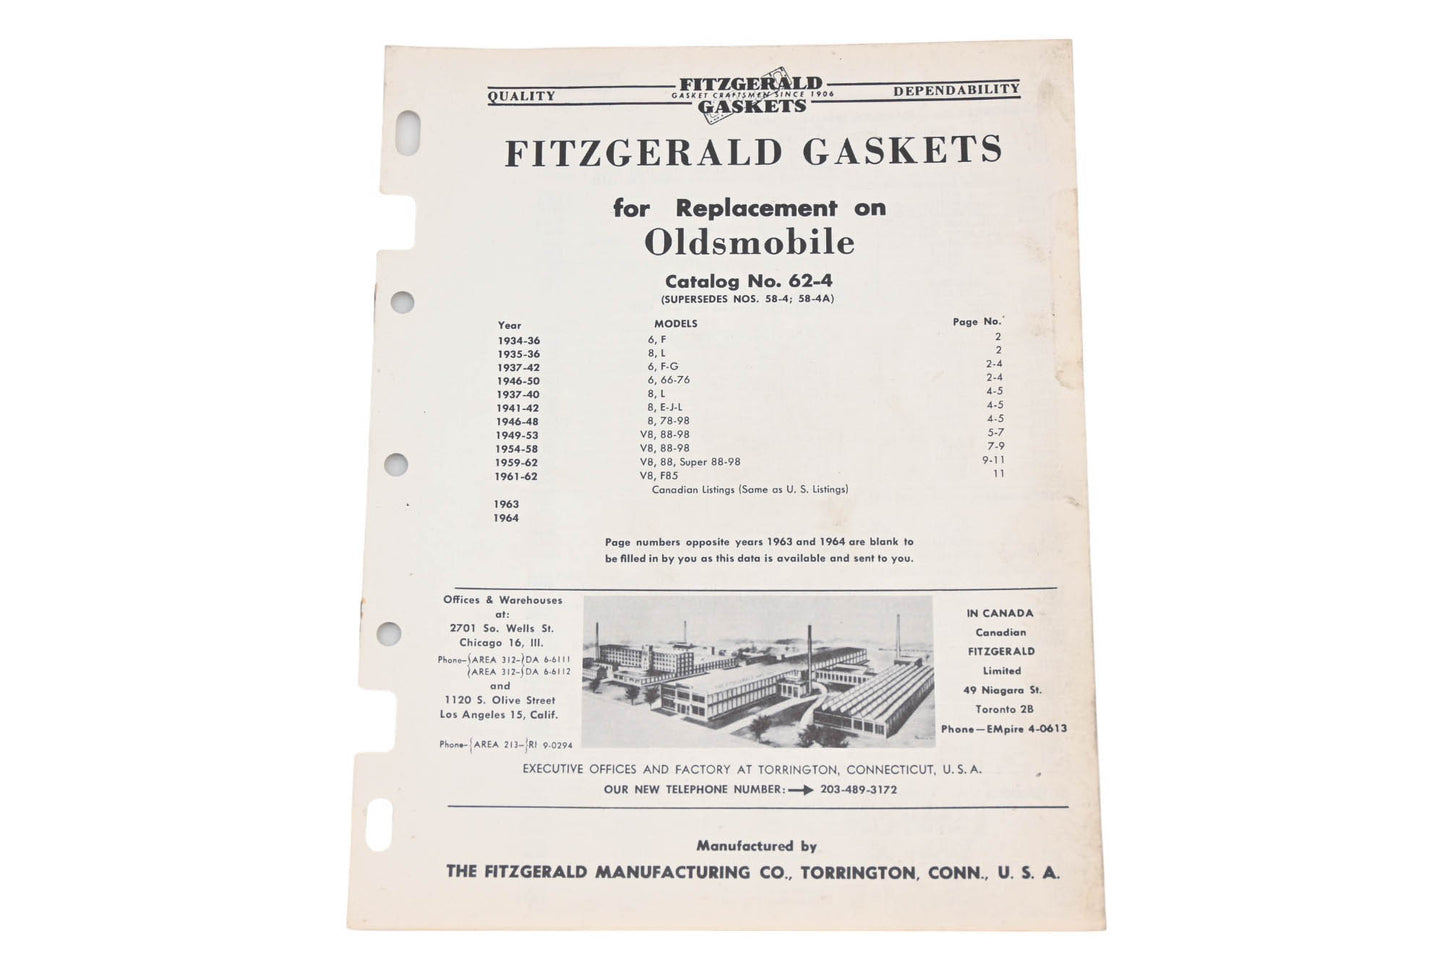 QUALITY
FITZGERALD
GASKET CRAFTSMEN SINCE 1906
GASKETS
DEPENDABILITY
FITZGERALD GASKETS
for Replacement on
Oldsmobile
Catalog No. 62-4
(SUPERSEDES NOS. 58-4; 58-4A)
Year MODELS Page No.
1934-36 6, F 2
1935-36 8, L 2
1937-42 6, F-G 2-4
1946-50 6, 66-76 2-4
1937-40 8, L 4-5
1941-42 8, E-J-L 4-5
1946-48 8, 78-98 4-5
1949-53 V8, 88-98 5-7
1954-58 V8, 88-98 7-9
1959-62 V8, 88, Super 88-98 9-11
1961-62 V8, F85 11
Canadian Listings (Same as U. S. Listings)
1963
1964
Page numbers opposite years 1963 and 1964 are blank to
be filled in by you as this data is available and sent to you.
Offices & Warehouses
at:
2701 So. Wells St.
Chicago 16, Ill.
Phone-{AREA 312-}DA 6-6111
{AREA 312-}DA 6-6112
and
1120 S. Olive Street
Los Angeles 15, Calif.
Phone-{AREA 213-}RI 9-0294
IN CANADA
Canadian
FITZGERALD
Limited
49 Niagara St.
Toronto 2B
Phone—EMpire 4-0613
EXECUTIVE OFFICES AND FACTORY AT TORRINGTON, CONNECTICUT, U. S. A.
OUR NEW TELEPHONE NUMBER: → 203-489-3172
Manufactured by
THE FITZGERALD MANUFACTURING CO., TORRINGTON, CONN., U. S. A.